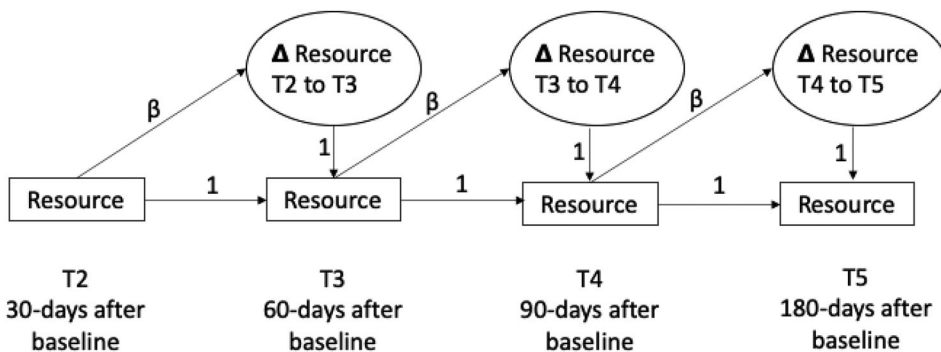 Δ Resource
T2 to T3
Δ Resource
T3 to T4
Δ Resource
T4 to T5
β
β
β
1
1
1
Resource
1
Resource
1
Resource
1
Resource
T2
30-days after
baseline
T3
60-days after
baseline
T4
90-days after
baseline
T5
180-days after
baseline